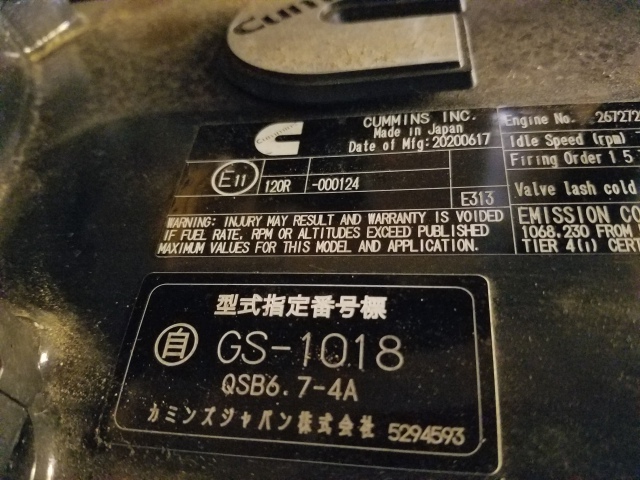 Cummins
Cummins
CUMMINS INC.
Made in Japan
Date of Mfg:20200617
E11
120R -000124
E313
WARNING: INJURY MAY RESULT AND WARRANTY IS VOIDED
IF FUEL RATE, RPM OR ALTITUDES EXCEED PUBLISHED
MAXIMUM VALUES FOR THIS MODEL AND APPLICATION.
Engine No. 26727
Idle Speed (rpm)
Firing Order 1 5
Valve lash cold
EMISSION CO
1068.230 FROM
TIER 4(i) CERT
型式指定番号標
自 GS-1018
QSB6.7-4A
カミンズジャパン株式会社 5294593